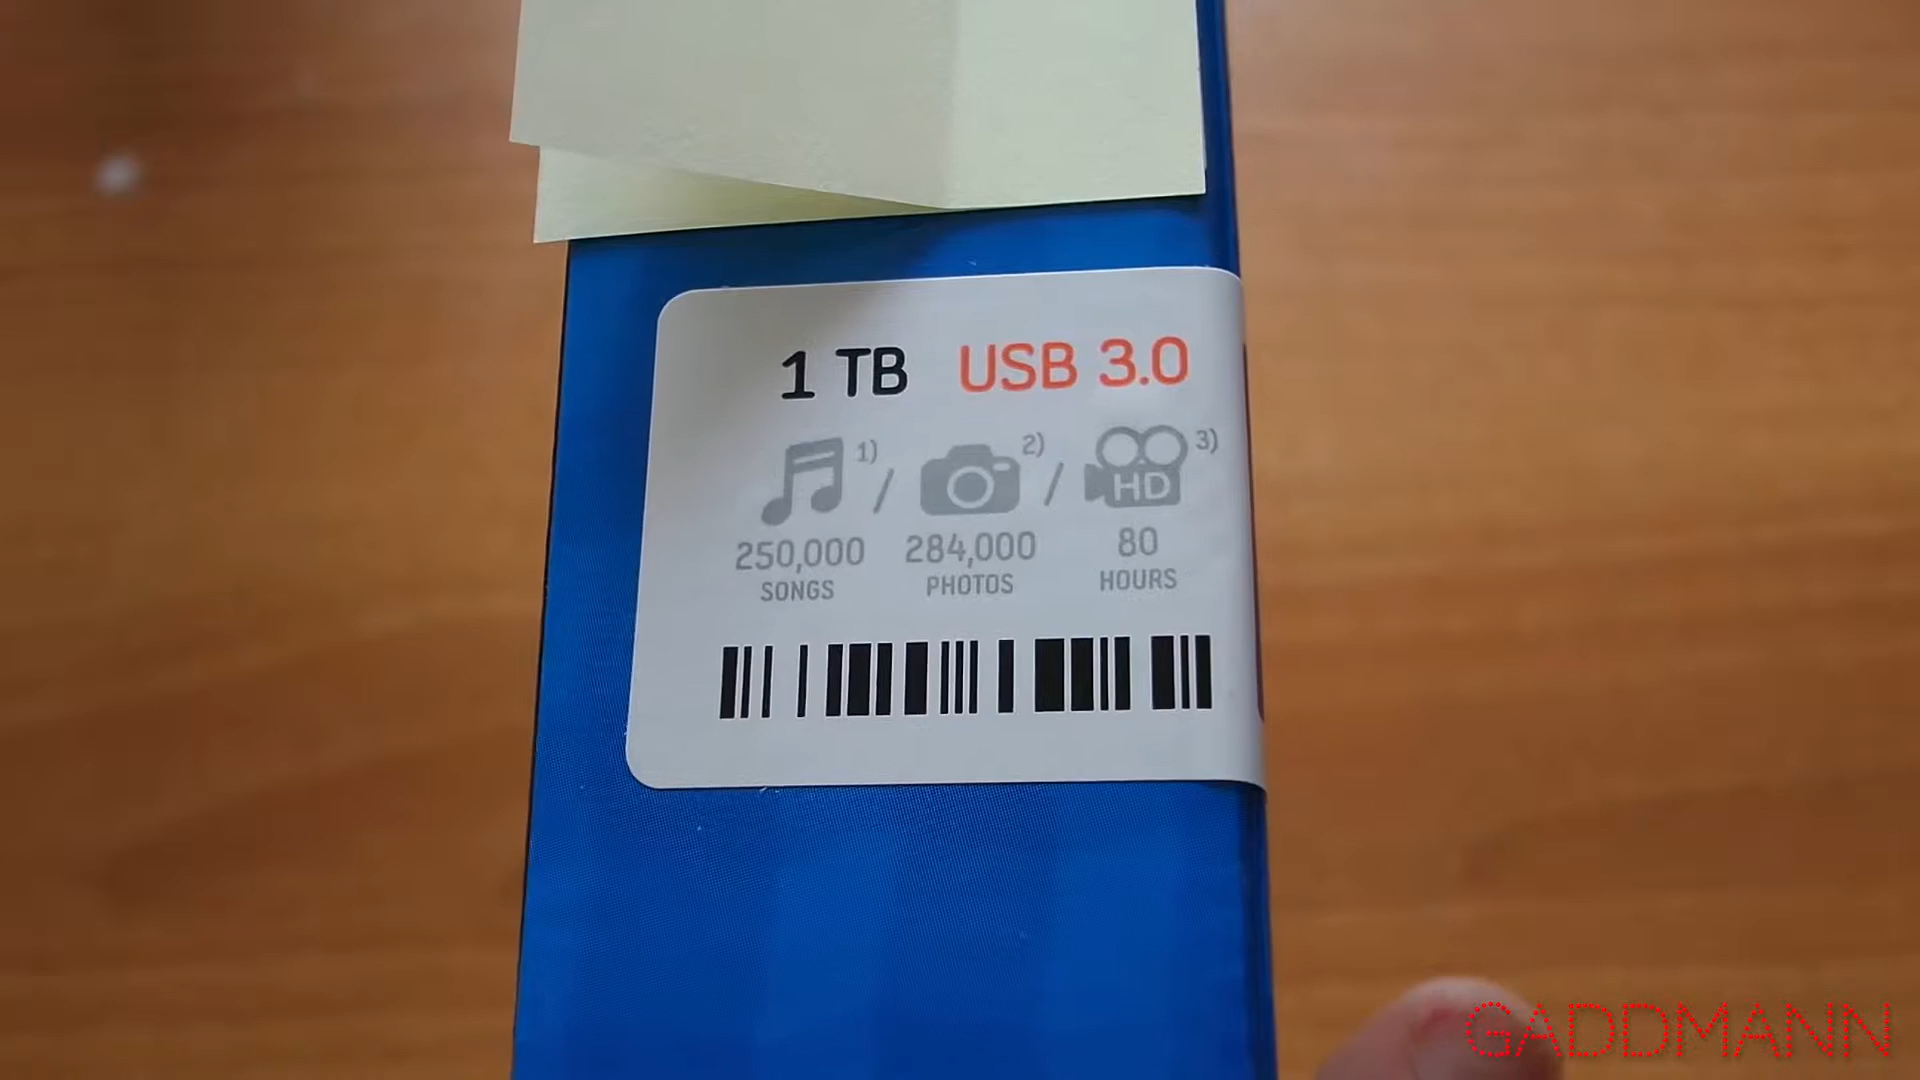 1 TB USB 3.0
1) / 2) / HD 3)
250,000 284,000 80
SONGS PHOTOS HOURS
GADDMANN